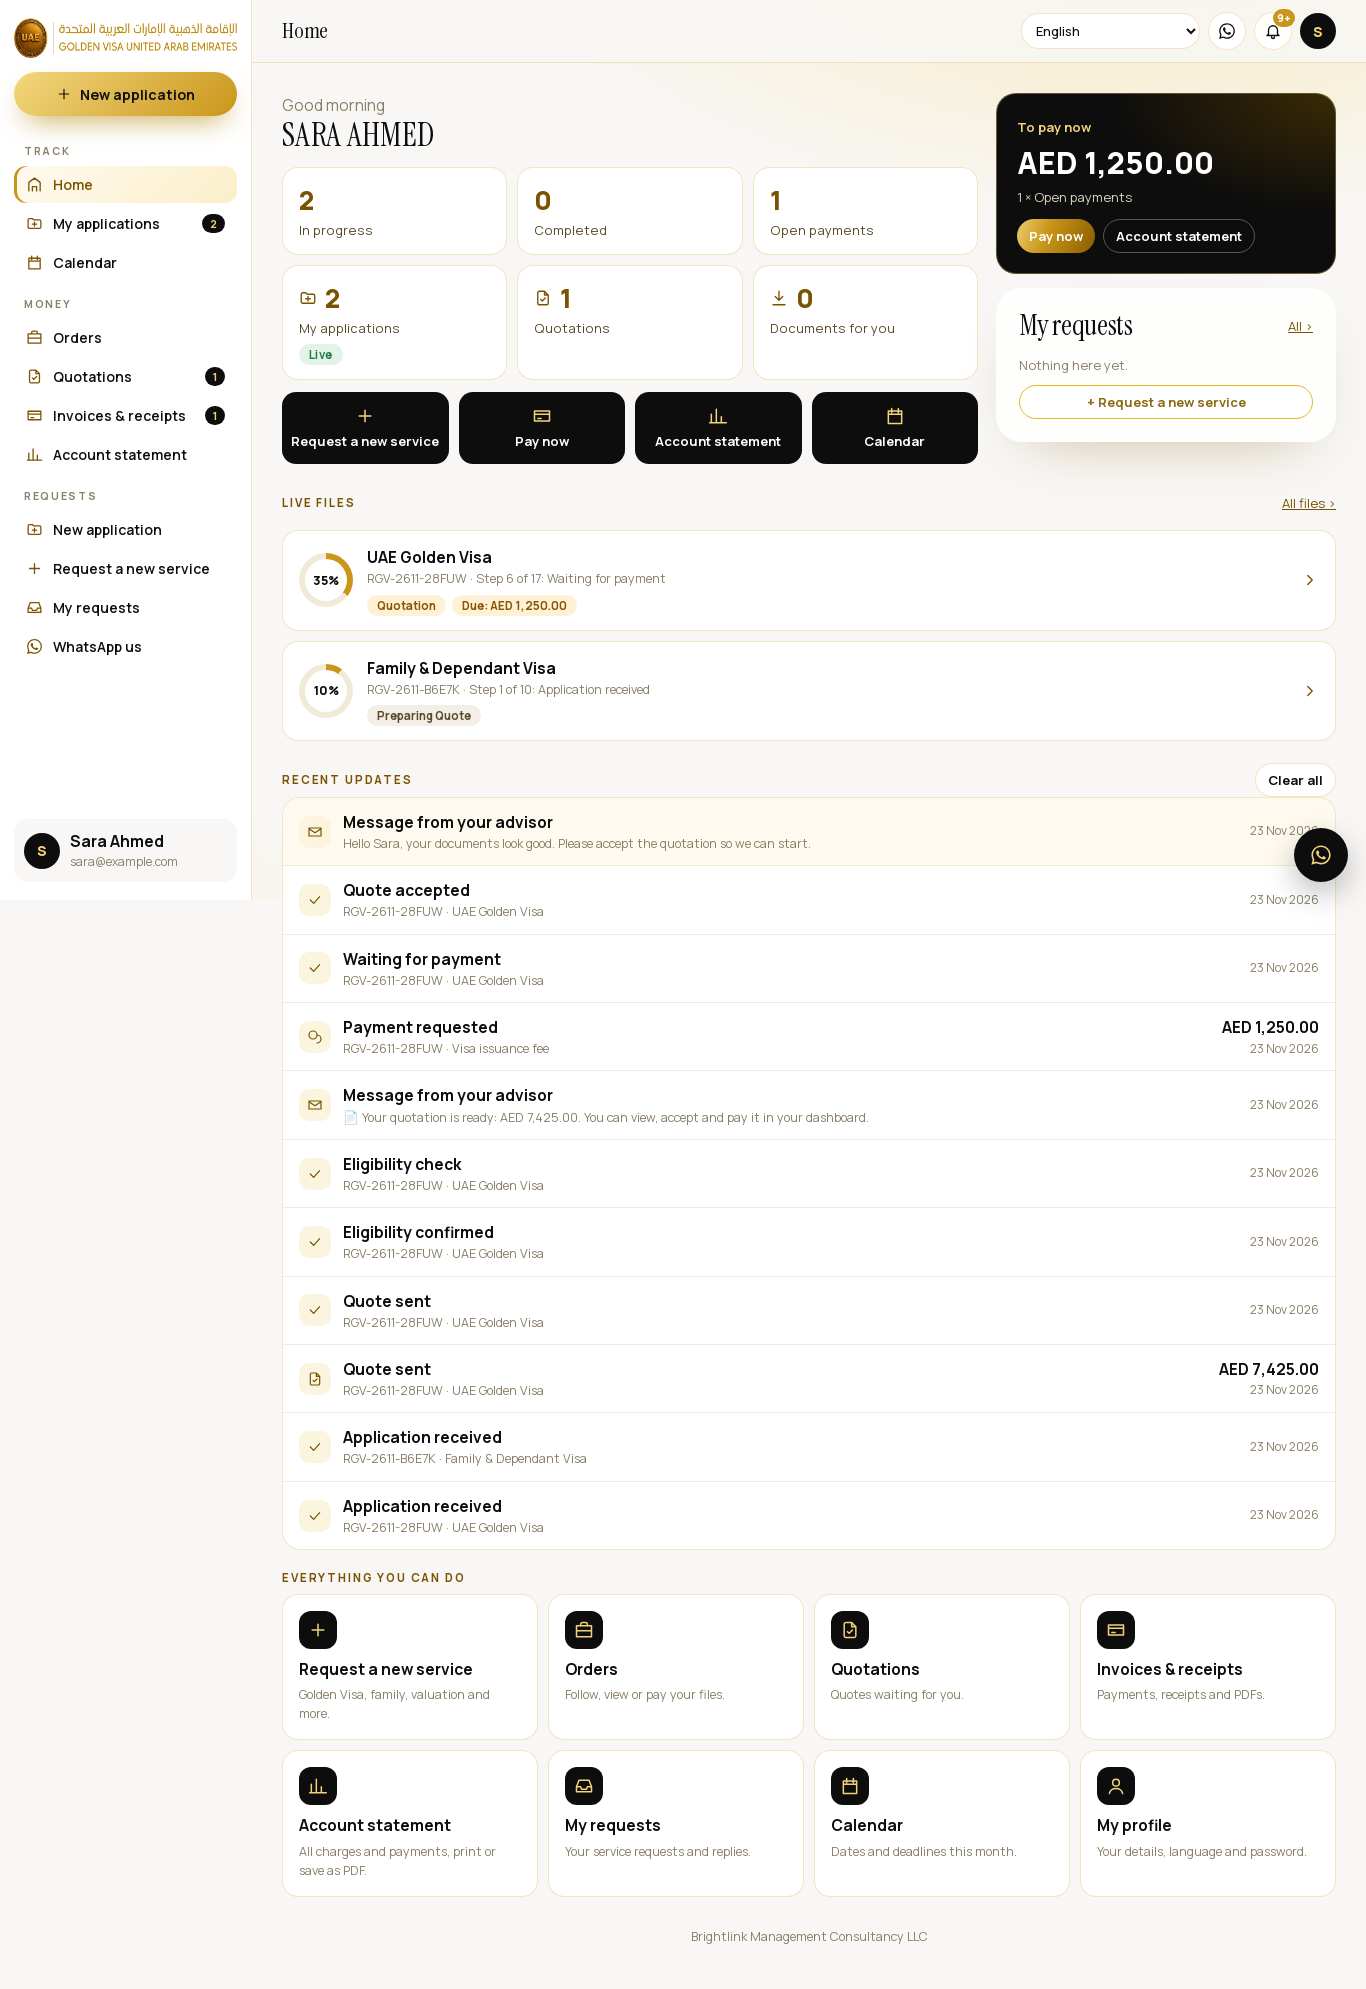 UAE
الإقامة الذهبية الإمارات العربية المتحدة
GOLDEN VISA UNITED ARAB EMIRATES
+ New application
TRACK
Home
My applications 2
Calendar
MONEY
Orders
Quotations 1
Invoices & receipts 1
Account statement
REQUESTS
New application
Request a new service
My requests
WhatsApp us
S
Sara Ahmed
sara@example.com
Home
English
9+
S
Good morning
SARA AHMED
2
In progress
0
Completed
1
Open payments
2
My applications
Live
1
Quotations
0
Documents for you
Request a new service
Pay now
Account statement
Calendar
To pay now
AED 1,250.00
1 × Open payments
Pay now
Account statement
My requests
All ›
Nothing here yet.
+ Request a new service
LIVE FILES
All files ›
35%
UAE Golden Visa
RGV-2611-28FUW · Step 6 of 17: Waiting for payment
Quotation
Due: AED 1,250.00
10%
Family & Dependant Visa
RGV-2611-B6E7K · Step 1 of 10: Application received
Preparing Quote
RECENT UPDATES
Clear all
Message from your advisor
Hello Sara, your documents look good. Please accept the quotation so we can start.
23 Nov 2026
Quote accepted
RGV-2611-28FUW · UAE Golden Visa
23 Nov 2026
Waiting for payment
RGV-2611-28FUW · UAE Golden Visa
23 Nov 2026
Payment requested
RGV-2611-28FUW · Visa issuance fee
AED 1,250.00
23 Nov 2026
Message from your advisor
📄 Your quotation is ready: AED 7,425.00. You can view, accept and pay it in your dashboard.
23 Nov 2026
Eligibility check
RGV-2611-28FUW · UAE Golden Visa
23 Nov 2026
Eligibility confirmed
RGV-2611-28FUW · UAE Golden Visa
23 Nov 2026
Quote sent
RGV-2611-28FUW · UAE Golden Visa
23 Nov 2026
Quote sent
RGV-2611-28FUW · UAE Golden Visa
AED 7,425.00
23 Nov 2026
Application received
RGV-2611-B6E7K · Family & Dependant Visa
23 Nov 2026
Application received
RGV-2611-28FUW · UAE Golden Visa
23 Nov 2026
EVERYTHING YOU CAN DO
Request a new service
Golden Visa, family, valuation and
more.
Orders
Follow, view or pay your files.
Quotations
Quotes waiting for you.
Invoices & receipts
Payments, receipts and PDFs.
Account statement
All charges and payments, print or
save as PDF.
My requests
Your service requests and replies.
Calendar
Dates and deadlines this month.
My profile
Your details, language and password.
Brightlink Management Consultancy LLC